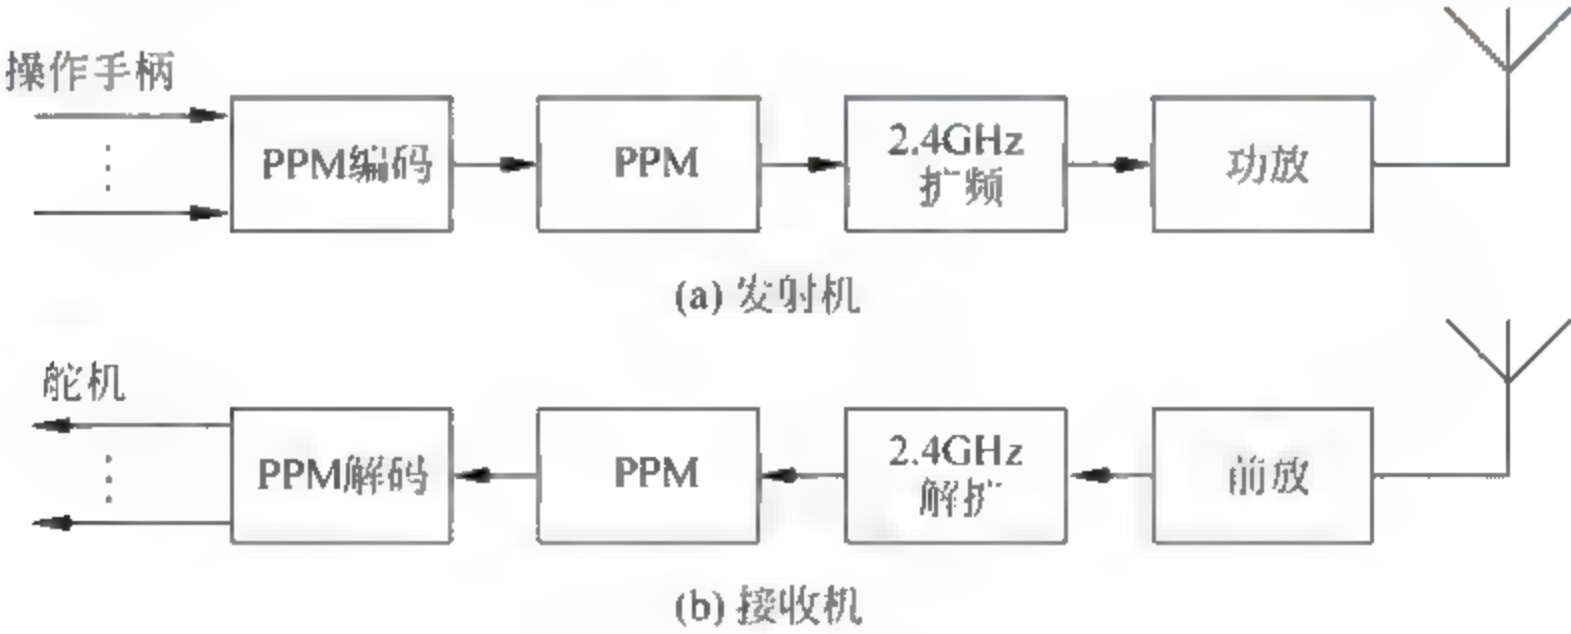 操作手柄
PPM编码
PPM
2.4GHz
扩频
功放
(a) 发射机
舵机
PPM解码
PPM
2.4GHz
解扩
前放
(b) 接收机